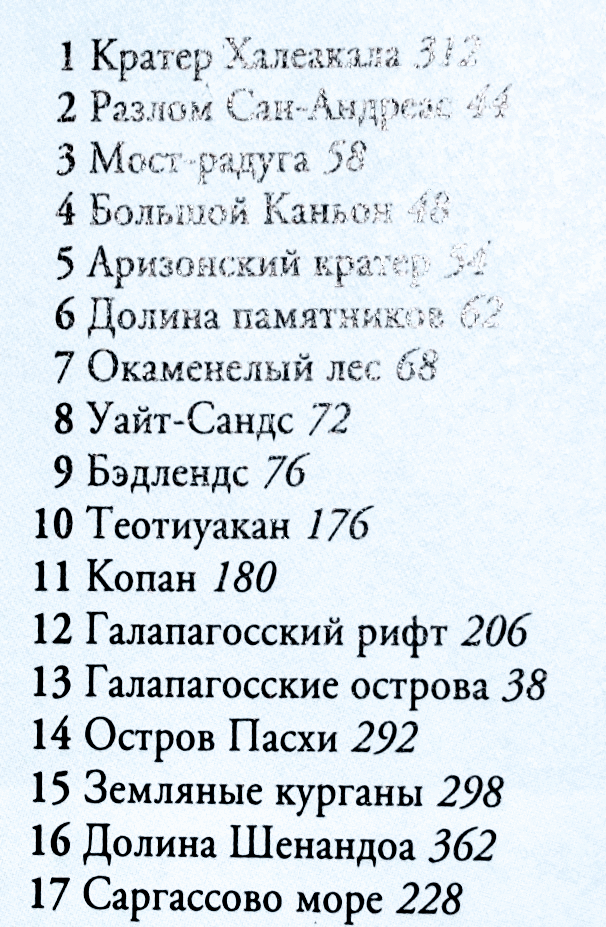 1 Кратер Халеакала 312
2 Разлом Сан-Андреас 44
3 Мост-радуга 58
4 Большой Каньон 48
5 Аризонский кратер 54
6 Долина памятников 62
7 Окаменелый лес 68
8 Уайт-Сандс 72
9 Бэдлендс 76
10 Теотиуакан 176
11 Копан 180
12 Галапагосский рифт 206
13 Галапагосские острова 38
14 Остров Пасхи 292
15 Земляные курганы 298
16 Долина Шенандоа 362
17 Саргассово море 228